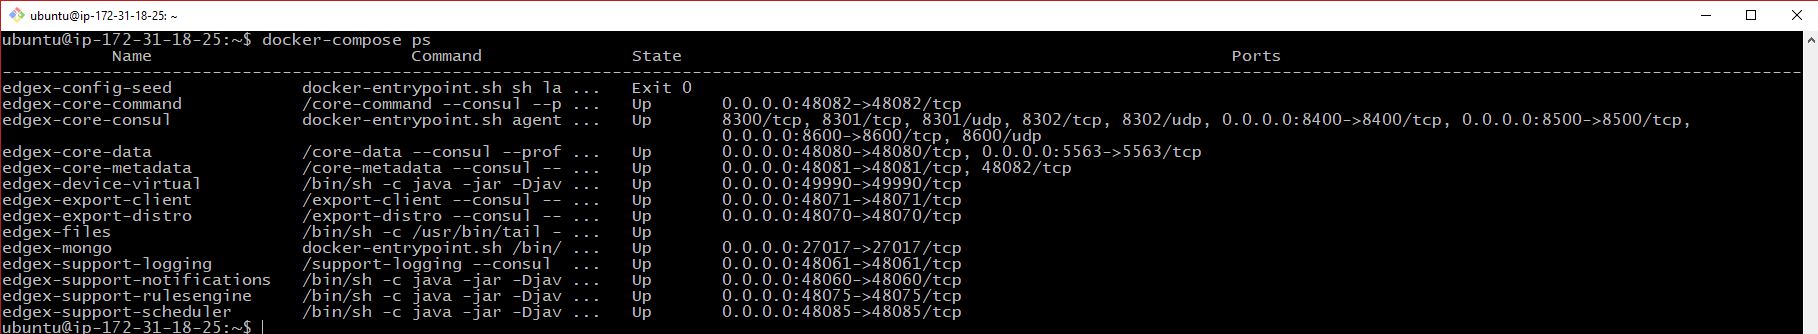 ubuntu@ip-172-31-18-25: ~
ubuntu@ip-172-31-18-25:~$ docker-compose ps
Name Command State Ports
------------------------------------------------------------------------------------------------------------------------------------------------------------------------------------
edgex-config-seed docker-entrypoint.sh sh la ... Exit 0
edgex-core-command /core-command --consul --p ... Up 0.0.0.0:48082->48082/tcp
edgex-core-consul docker-entrypoint.sh agent ... Up 8300/tcp, 8301/tcp, 8301/udp, 8302/tcp, 8302/udp, 0.0.0.0:8400->8400/tcp, 0.0.0.0:8500->8500/tcp,
0.0.0.0:8600->8600/tcp, 8600/udp
edgex-core-data /core-data --consul --prof ... Up 0.0.0.0:48080->48080/tcp, 0.0.0.0:5563->5563/tcp
edgex-core-metadata /core-metadata --consul -- ... Up 0.0.0.0:48081->48081/tcp, 48082/tcp
edgex-device-virtual /bin/sh -c java -jar -Djav ... Up 0.0.0.0:49990->49990/tcp
edgex-export-client /export-client --consul -- ... Up 0.0.0.0:48071->48071/tcp
edgex-export-distro /export-distro --consul -- ... Up 0.0.0.0:48070->48070/tcp
edgex-files /bin/sh -c /usr/bin/tail - ... Up
edgex-mongo docker-entrypoint.sh /bin/ ... Up 0.0.0.0:27017->27017/tcp
edgex-support-logging /support-logging --consul ... Up 0.0.0.0:48061->48061/tcp
edgex-support-notifications /bin/sh -c java -jar -Djav ... Up 0.0.0.0:48060->48060/tcp
edgex-support-rulesengine /bin/sh -c java -jar -Djav ... Up 0.0.0.0:48075->48075/tcp
edgex-support-scheduler /bin/sh -c java -jar -Djav ... Up 0.0.0.0:48085->48085/tcp
ubuntu@ip-172-31-18-25:~$